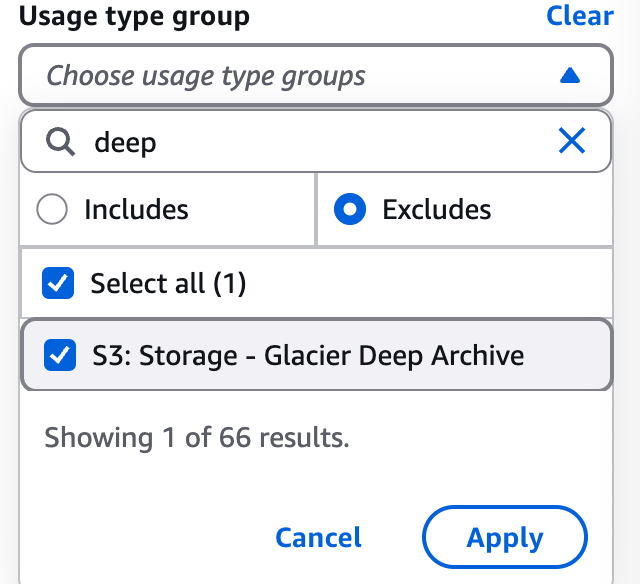 Usage type group Clear
Choose usage type groups
deep
Includes Excludes
Select all (1)
S3: Storage - Glacier Deep Archive
Showing 1 of 66 results.
Cancel Apply